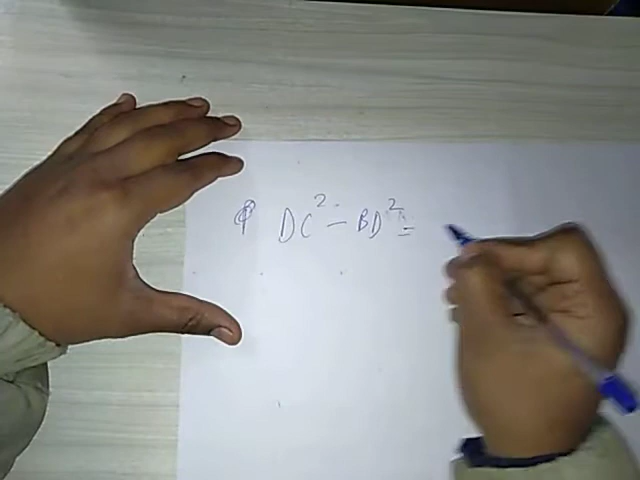 DC² - BD² =